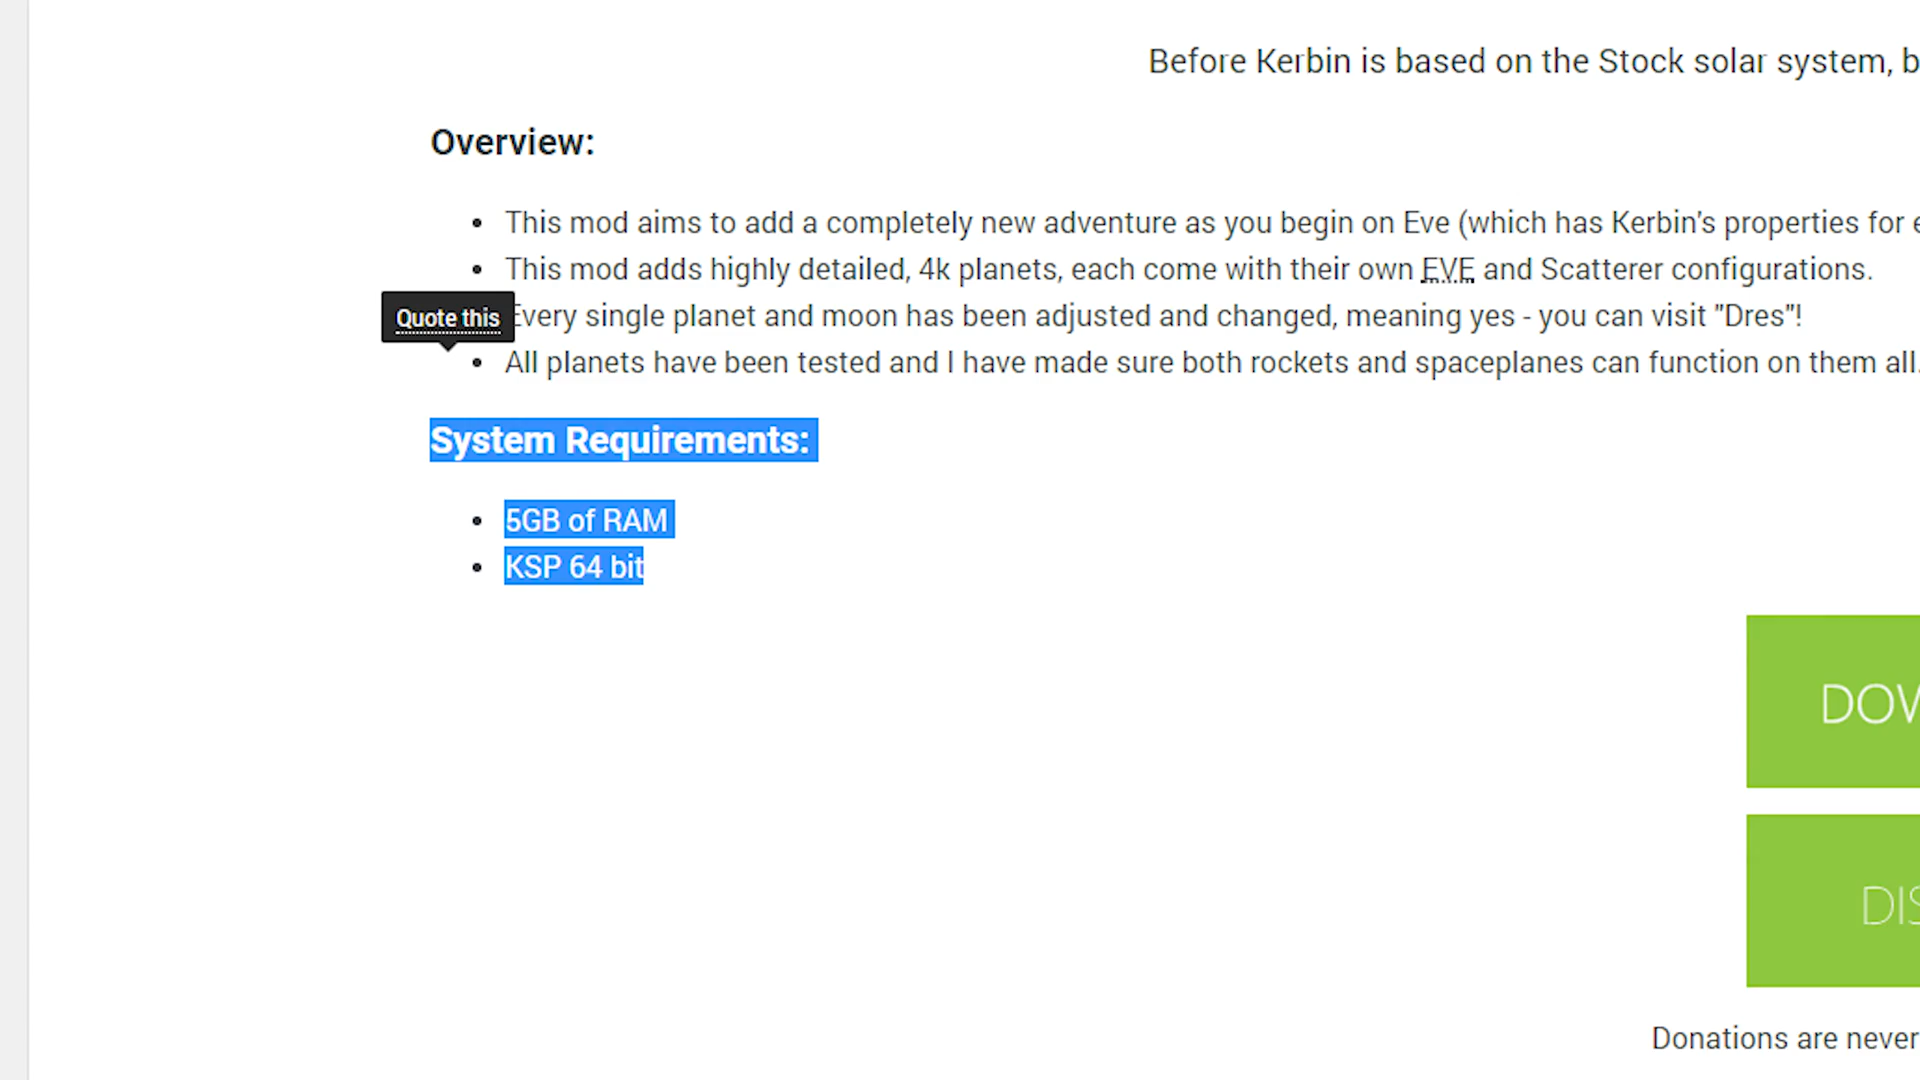 Before Kerbin is based on the Stock solar system, b
Overview:
This mod aims to add a completely new adventure as you begin on Eve (which has Kerbin's properties for e
This mod adds highly detailed, 4k planets, each come with their own EVE and Scatterer configurations.
Quote this
Every single planet and moon has been adjusted and changed, meaning yes - you can visit "Dres"!
All planets have been tested and I have made sure both rockets and spaceplanes can function on them all.
System Requirements:
5GB of RAM
KSP 64 bit
DOW
DIS
Donations are never